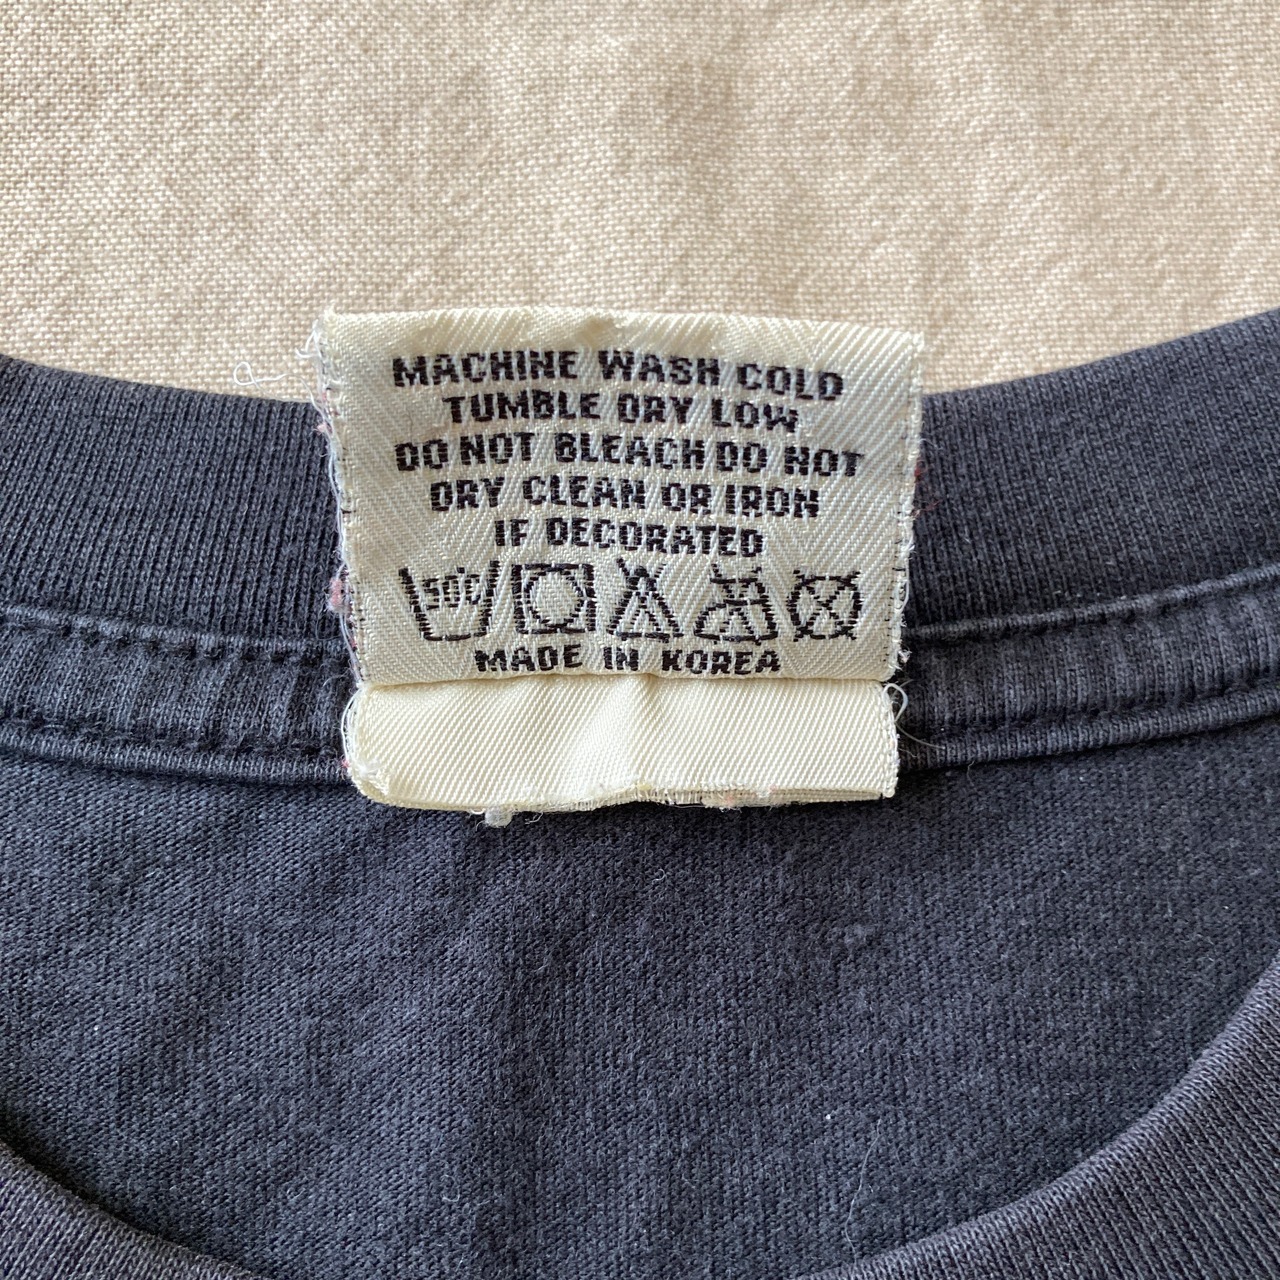 MACHINE WASH COLD
TUMBLE DRY LOW
DO NOT BLEACH DO NOT
DRY CLEAN OR IRON
IF DECORATED
MADE IN KOREA